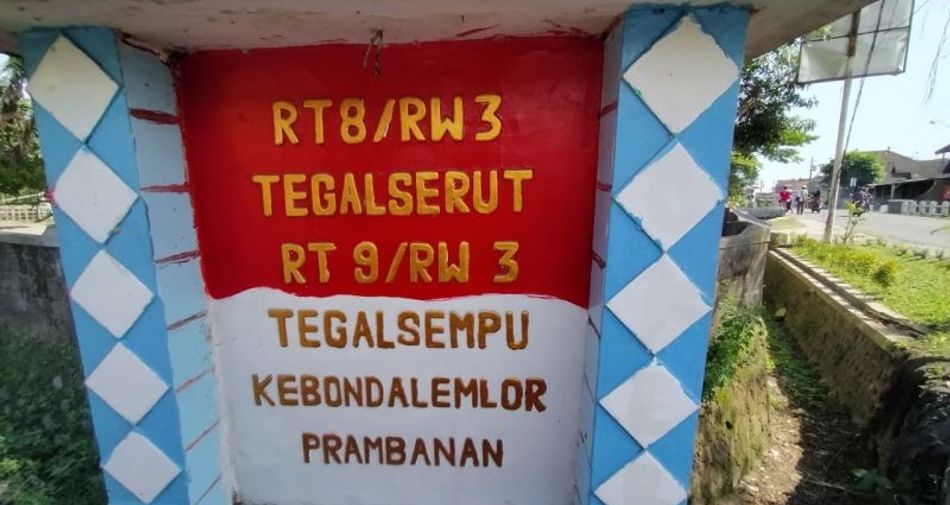 RT8/RW3
TEGALSERUT
RT 9/RW 3
TEGALSEMPU
KEBONDALEMLOR
PRAMBANAN